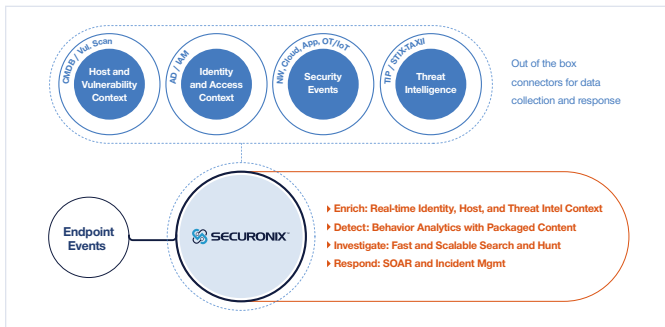 CMDB / Vul. Scan
Host and
Vulnerability
Context
AD / IAM
Identity
and Access
Context
NW, Cloud, App, OT/IoT
Security
Events
TIP / STIX-TAXII
Threat
Intelligence
Out of the box
connectors for data
collection and response
Endpoint
Events
SECURONIX™
Enrich: Real-time Identity, Host, and Threat Intel Context
Detect: Behavior Analytics with Packaged Content
Investigate: Fast and Scalable Search and Hunt
Respond: SOAR and Incident Mgmt